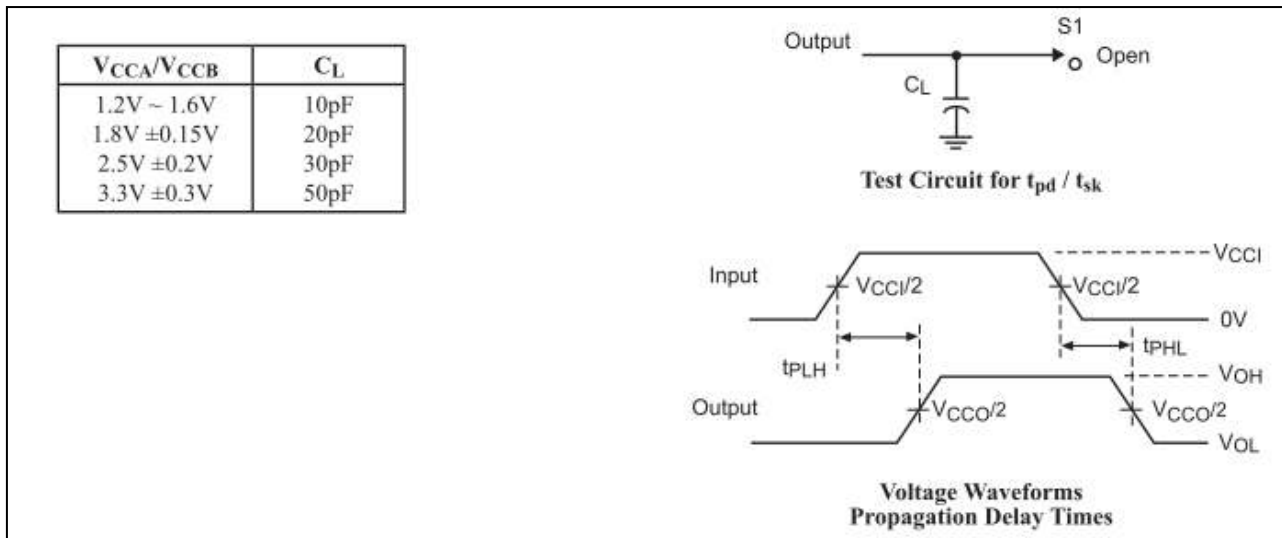 VCCA/VCCB CL
1.2V ~ 1.6V 10pF
1.8V ±0.15V 20pF
2.5V ±0.2V 30pF
3.3V ±0.3V 50pF
S1
Output
Open
CL
Test Circuit for tpd / tsk
VCCI
Input
VCCI/2
VCCI/2
0V
tPLH
tPHL
VOH
Output
VCCO/2
VCCO/2
VOL
Voltage Waveforms
Propagation Delay Times